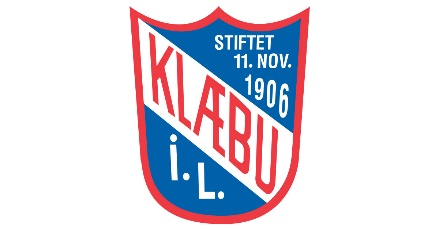 STIFTET
11. NOV.
1906
KLÆBU
i.L.